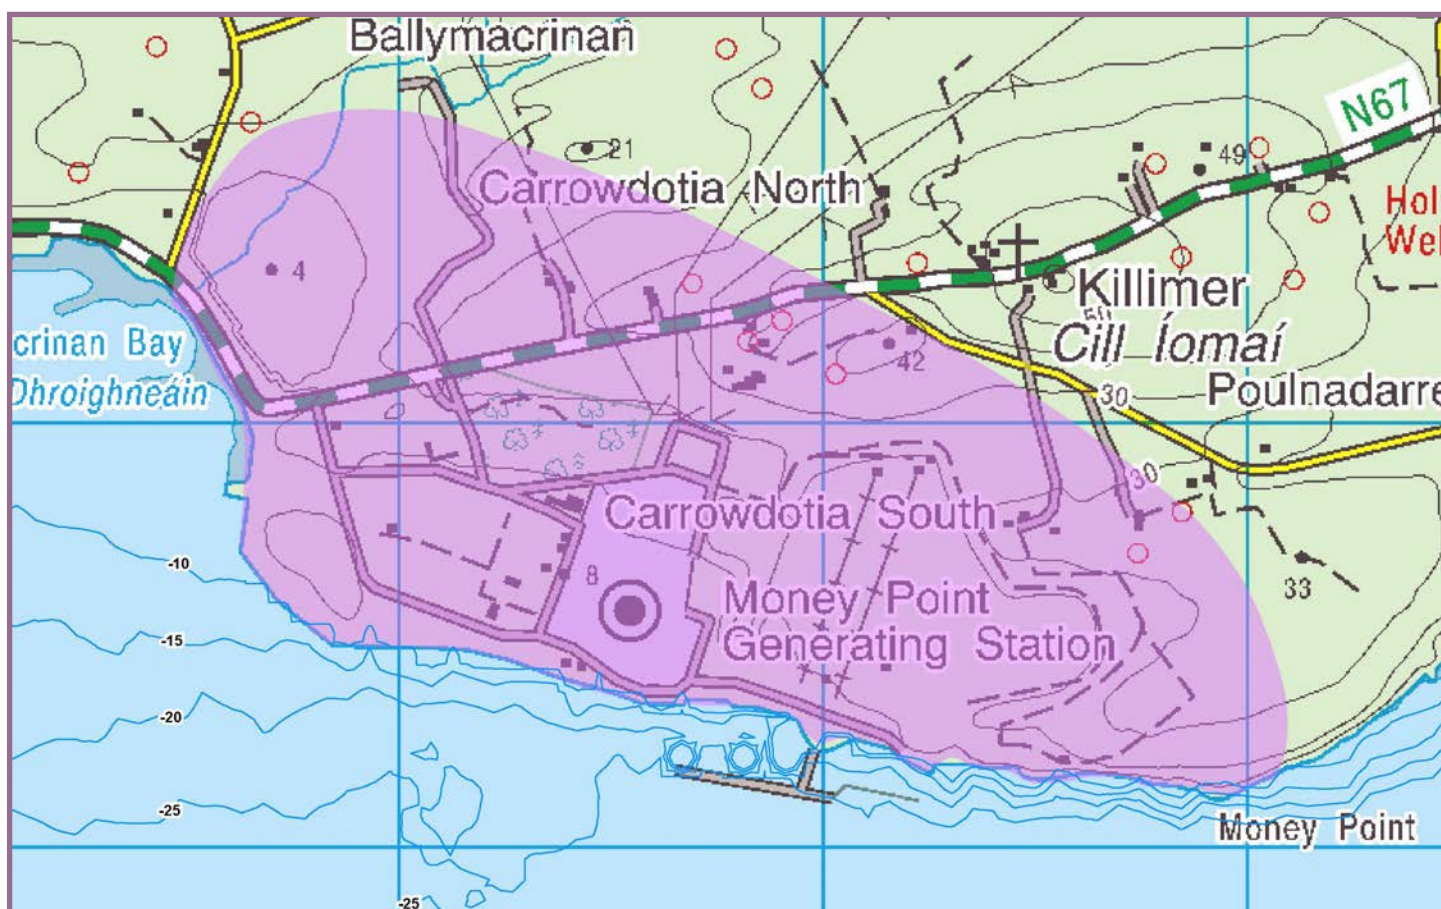 Ballymacrinan
N67
21
49
Carrowdotia North
Hol
Wel
4
Killimer
50
Cill Íomaí
crinan Bay
Dhroighneáin
42
30
Poulnadarre
30
Carrowdotia South
-10
8
33
Money Point
Generating Station
-15
-20
-25
Money Point
-25